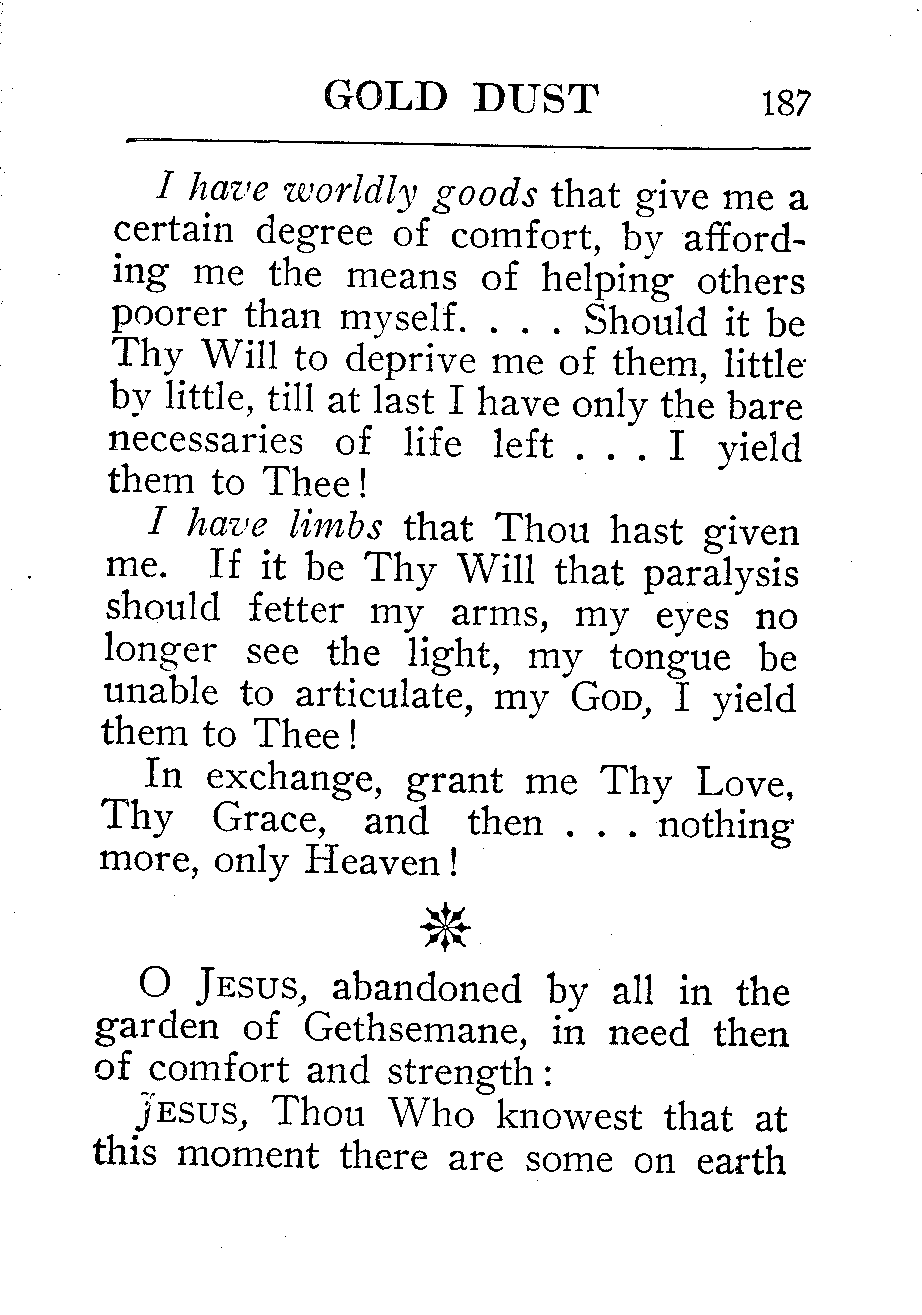 GOLD DUST 187
I have worldly goods that give me a
certain degree of comfort, by afford-
ing me the means of helping others
poorer than myself. . . . Should it be
Thy Will to deprive me of them, little
by little, till at last I have only the bare
necessaries of life left . . . I yield
them to Thee!
I have limbs that Thou hast given
me. If it be Thy Will that paralysis
should fetter my arms, my eyes no
longer see the light, my tongue be
unable to articulate, my GOD, I yield
them to Thee!
In exchange, grant me Thy Love,
Thy Grace, and then . . . nothing
more, only Heaven!
O JESUS, abandoned by all in the
garden of Gethsemane, in need then
of comfort and strength:
JESUS, Thou Who knowest that at
this moment there are some on earth